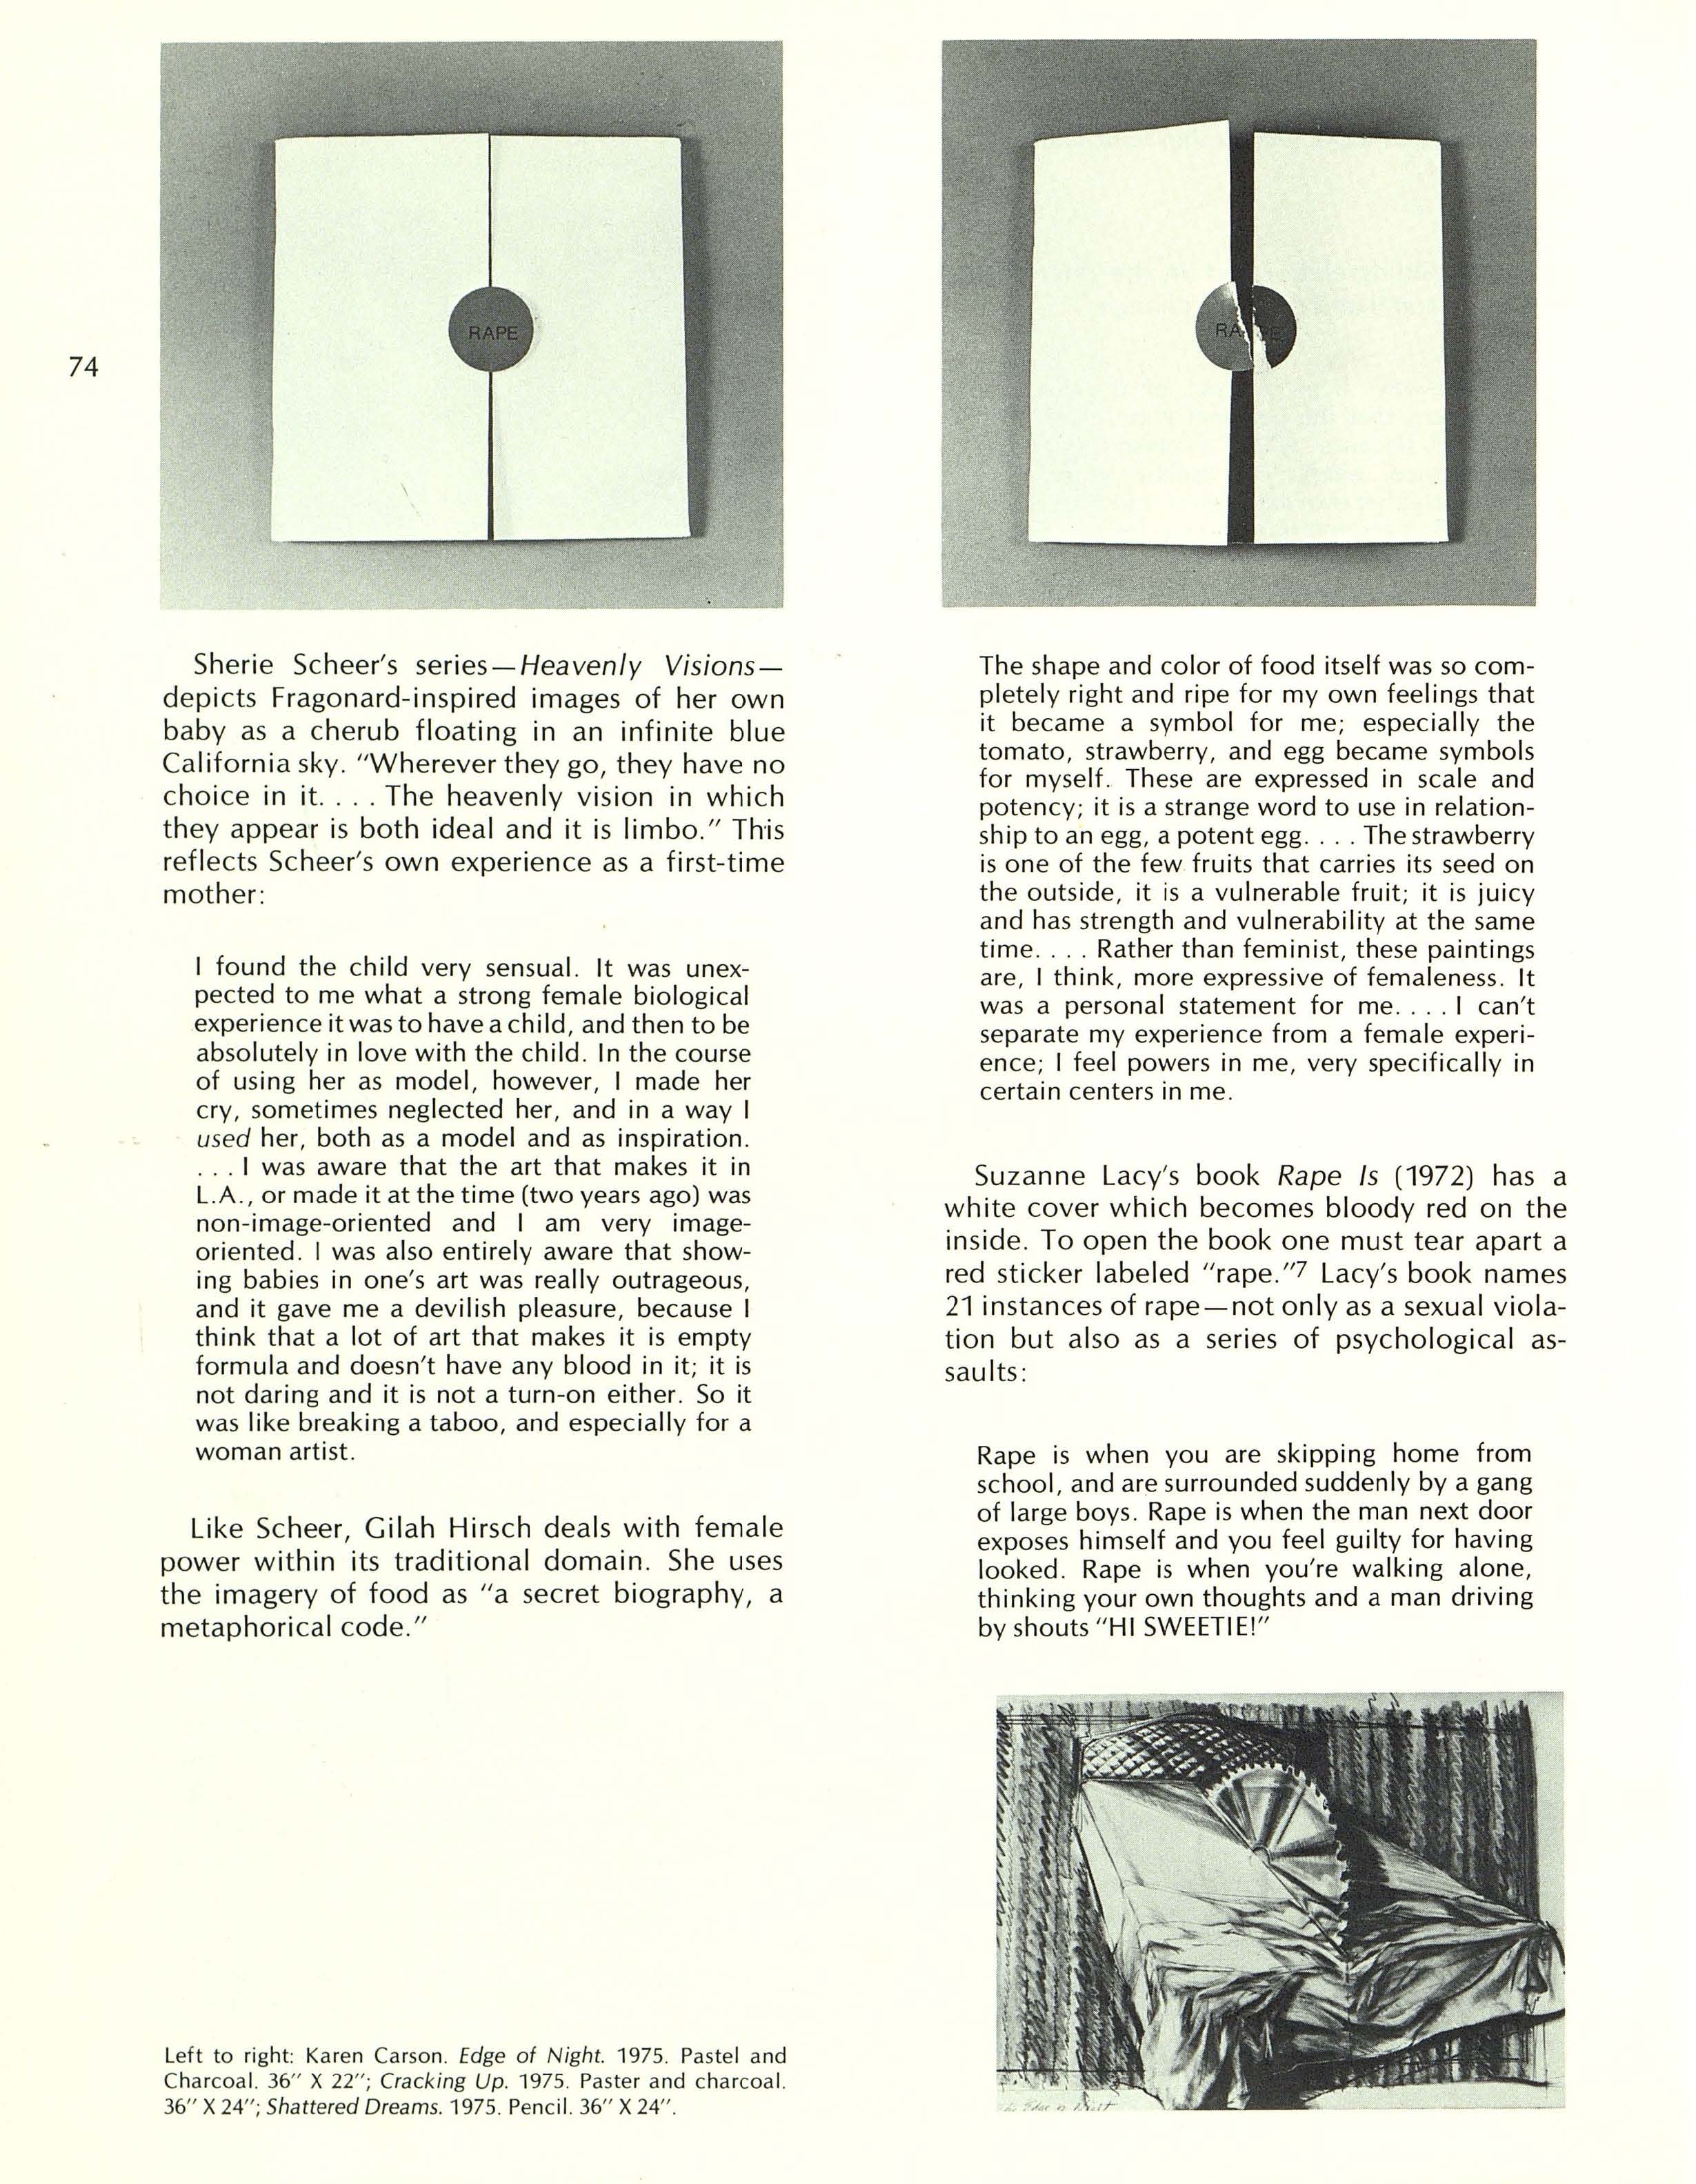 RAPE
RA PE
74
Sherie Scheer's series—Heavenly Visions—
depicts Fragonard-inspired images of her own
baby as a cherub floating in an infinite blue
California sky. "Wherever they go, they have no
choice in it. . . . The heavenly vision in which
they appear is both ideal and it is limbo." This
reflects Scheer's own experience as a first-time
mother:
I found the child very sensual. It was unex-
pected to me what a strong female biological
experience it was to have a child, and then to be
absolutely in love with the child. In the course
of using her as model, however, I made her
cry, sometimes neglected her, and in a way I
used her, both as a model and as inspiration.
. . . I was aware that the art that makes it in
L.A., or made it at the time (two years ago) was
non-image-oriented and I am very image-
oriented. I was also entirely aware that show-
ing babies in one's art was really outrageous,
and it gave me a devilish pleasure, because I
think that a lot of art that makes it is empty
formula and doesn't have any blood in it; it is
not daring and it is not a turn-on either. So it
was like breaking a taboo, and especially for a
woman artist.
Like Scheer, Gilah Hirsch deals with female
power within its traditional domain. She uses
the imagery of food as "a secret biography, a
metaphorical code."
The shape and color of food itself was so com-
pletely right and ripe for my own feelings that
it became a symbol for me; especially the
tomato, strawberry, and egg became symbols
for myself. These are expressed in scale and
potency; it is a strange word to use in relation-
ship to an egg, a potent egg. . . . The strawberry
is one of the few fruits that carries its seed on
the outside, it is a vulnerable fruit; it is juicy
and has strength and vulnerability at the same
time. . . . Rather than feminist, these paintings
are, I think, more expressive of femaleness. It
was a personal statement for me. . . . I can't
separate my experience from a female experi-
ence; I feel powers in me, very specifically in
certain centers in me.
Suzanne Lacy's book Rape Is (1972) has a
white cover which becomes bloody red on the
inside. To open the book one must tear apart a
red sticker labeled "rape."7 Lacy's book names
21 instances of rape—not only as a sexual viola-
tion but also as a series of psychological as-
saults:
Rape is when you are skipping home from
school, and are surrounded suddenly by a gang
of large boys. Rape is when the man next door
exposes himself and you feel guilty for having
looked. Rape is when you're walking alone,
thinking your own thoughts and a man driving
by shouts "HI SWEETIE!"
Left to right: Karen Carson. Edge of Night. 1975. Pastel and
Charcoal. 36" X 22"; Cracking Up. 1975. Paster and charcoal.
36" X 24"; Shattered Dreams. 1975. Pencil. 36" X 24".